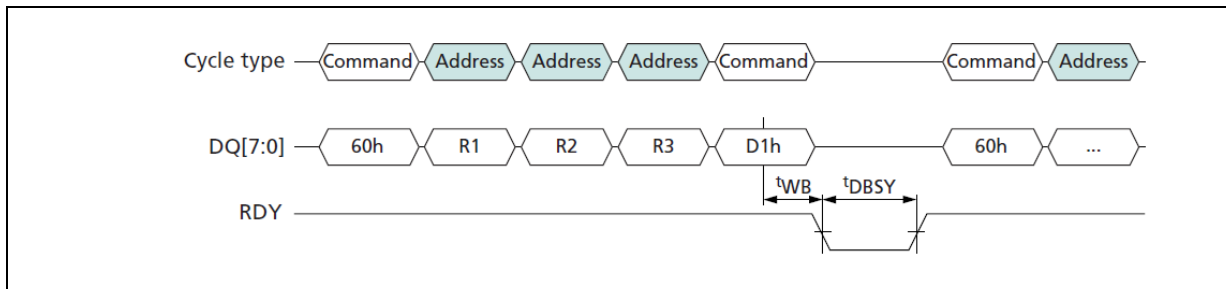 Cycle type Command Address Address Address Command Command Address
DQ[7:0] 60h R1 R2 R3 D1h 60h ...
tWB tDBSY
RDY